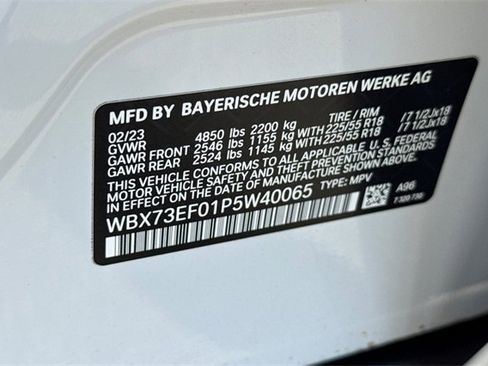 MFD BY BAYERISCHE MOTOREN WERKE AG
02/23 TIRE / RIM
GVWR 4850 lbs 2200 kg
GAWR FRONT 2546 lbs 1155 kg WITH 225/55 R18 / 7 1/2Jx18
GAWR REAR 2524 lbs 1145 kg WITH 225/55 R18 / 7 1/2Jx18
THIS VEHICLE CONFORMS TO ALL APPLICABLE U. S. FEDERAL
MOTOR VEHICLE SAFETY AND THEFT PREVENTION STANDARDS
IN EFFECT ON THE DATE OF MANUFACTURE SHOWN ABOVE.
WBX73EF01P5W40065 TYPE: MPV
A96
7 320 730